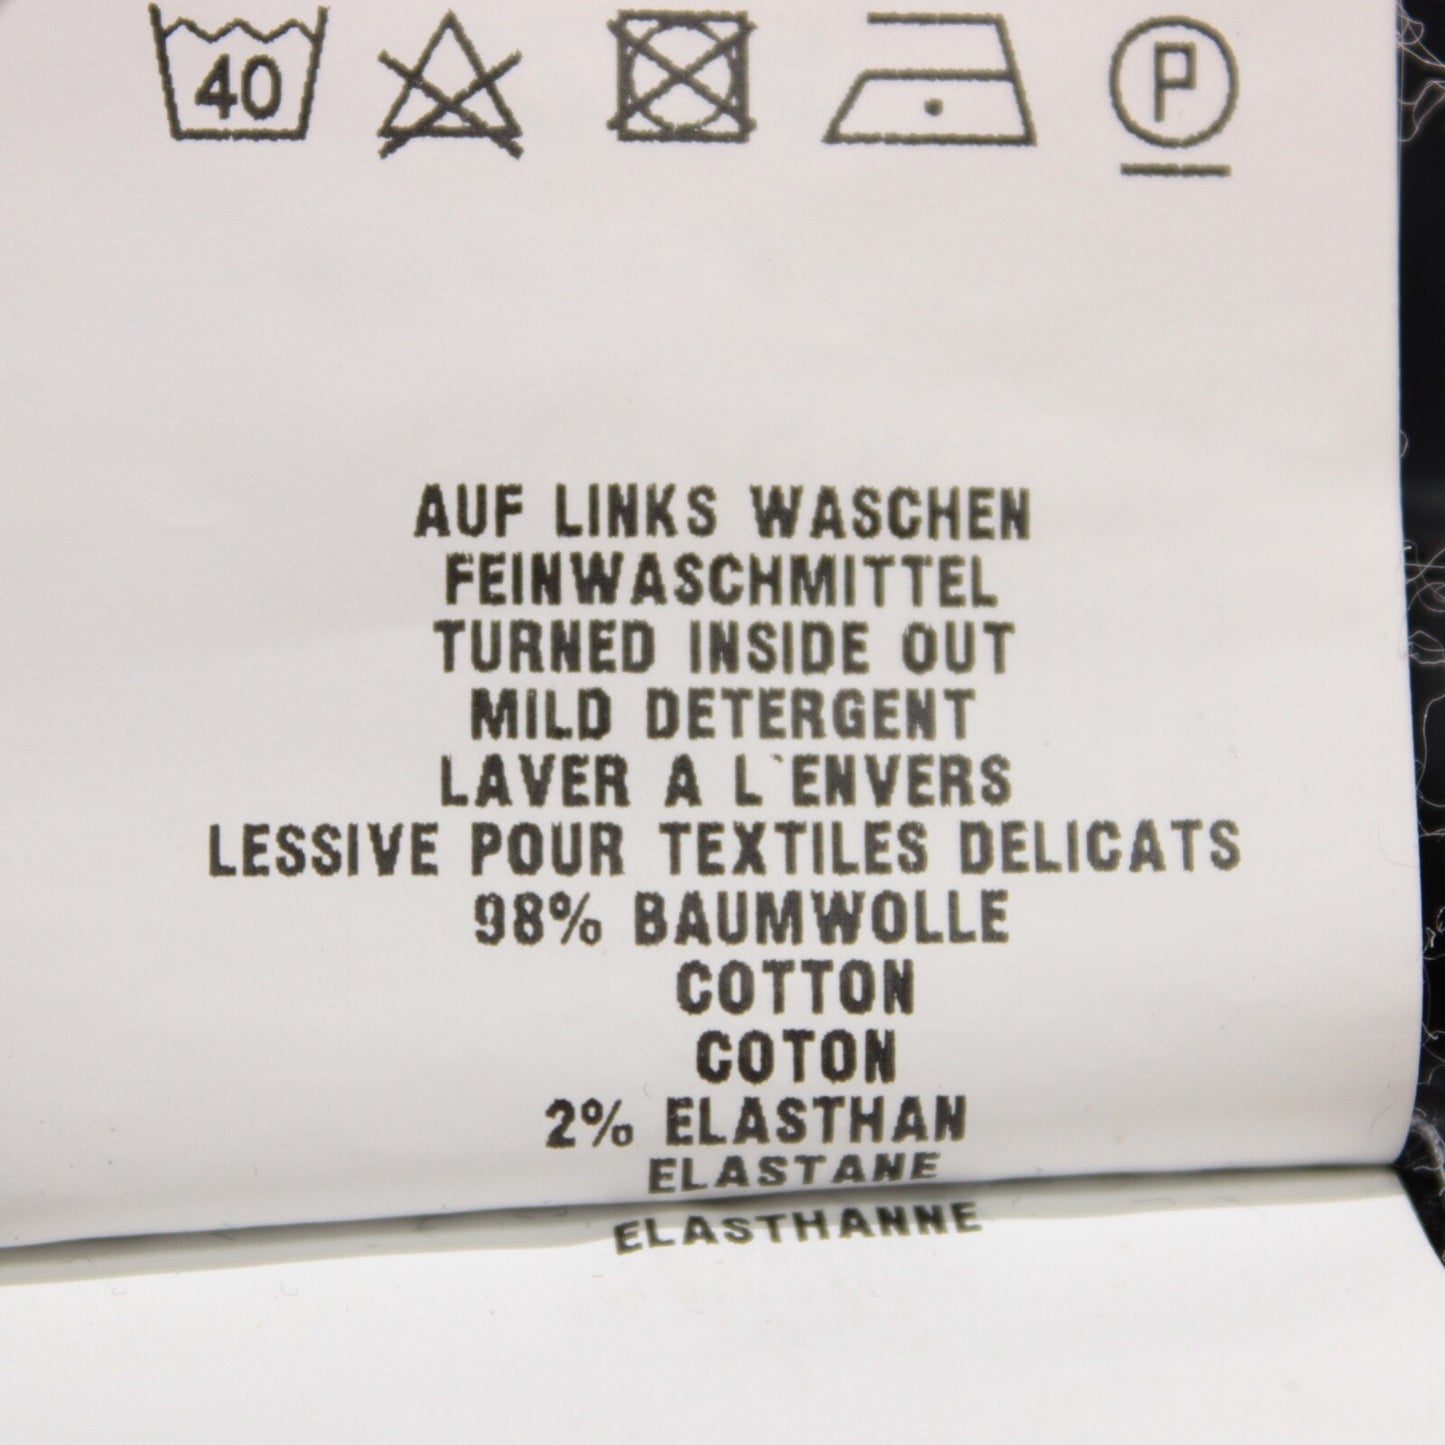 40 P
AUF LINKS WASCHEN
FEINWASCHMITTEL
TURNED INSIDE OUT
MILD DETERGENT
LAVER A L`ENVERS
LESSIVE POUR TEXTILES DELICATS
98% BAUMWOLLE
COTTON
COTON
2% ELASTHAN
ELASTANE
ELASTHANNE